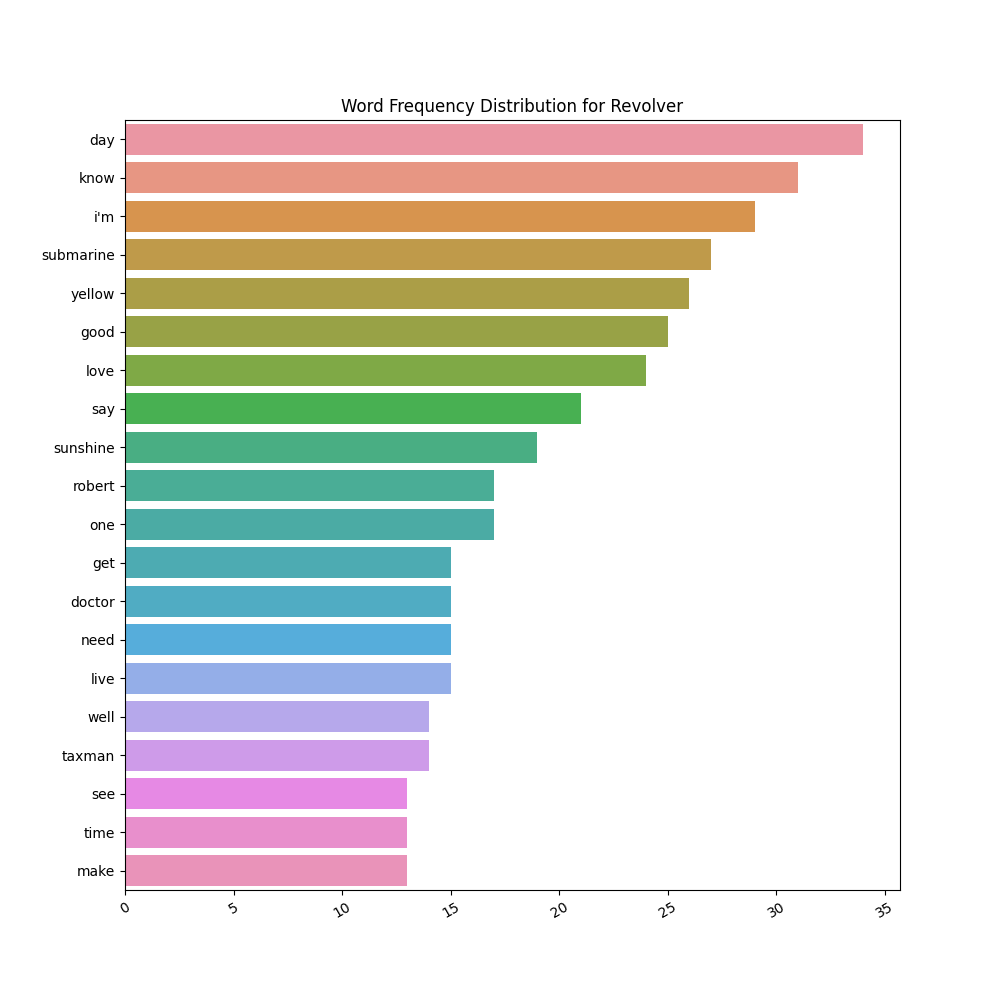 Word Frequency Distribution for Revolver
day
know
i'm
submarine
yellow
good
love
say
sunshine
robert
one
get
doctor
need
live
well
taxman
see
time
make
0 5 10 15 20 25 30 35